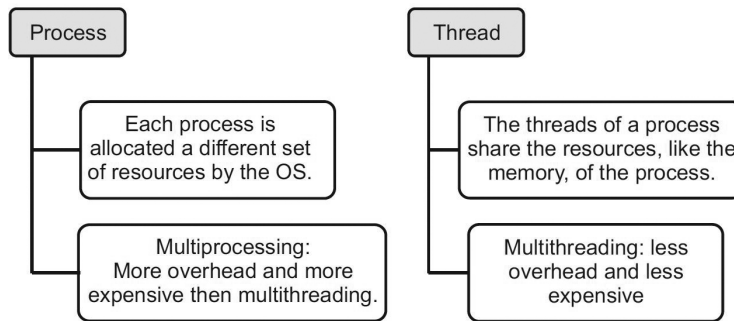 Process
Each process is
allocated a different set
of resources by the OS.
Multiprocessing:
More overhead and more
expensive then multithreading.
Thread
The threads of a process
share the resources, like the
memory, of the process.
Multithreading: less
overhead and less
expensive